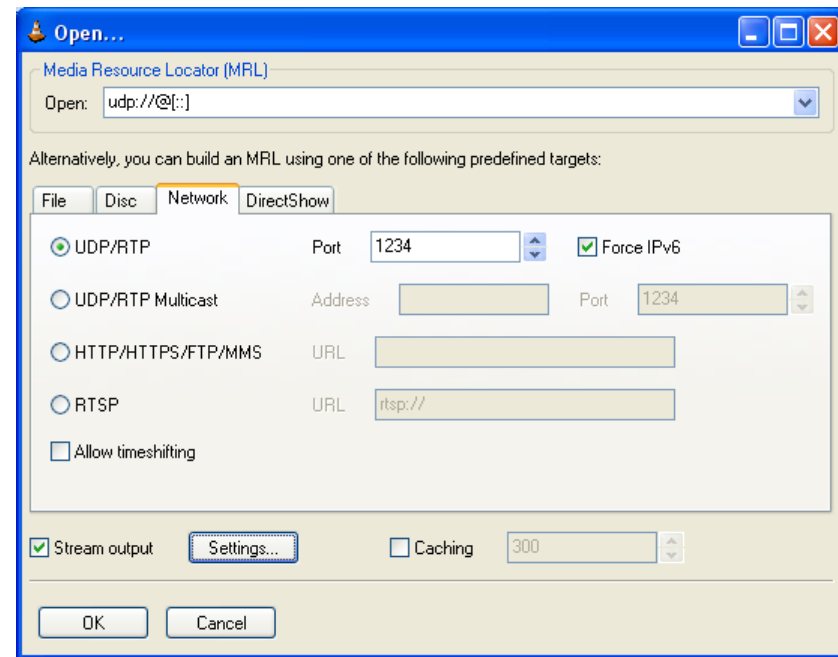 Open...
Media Resource Locator (MRL)
Open: udp://@[::]
Alternatively, you can build an MRL using one of the following predefined targets:
File Disc Network DirectShow
UDP/RTP Port 1234 Force IPv6
UDP/RTP Multicast Address Port 1234
HTTP/HTTPS/FTP/MMS URL
RTSP URL rtsp://
Allow timeshifting
Stream output Settings... Caching 300
OK Cancel